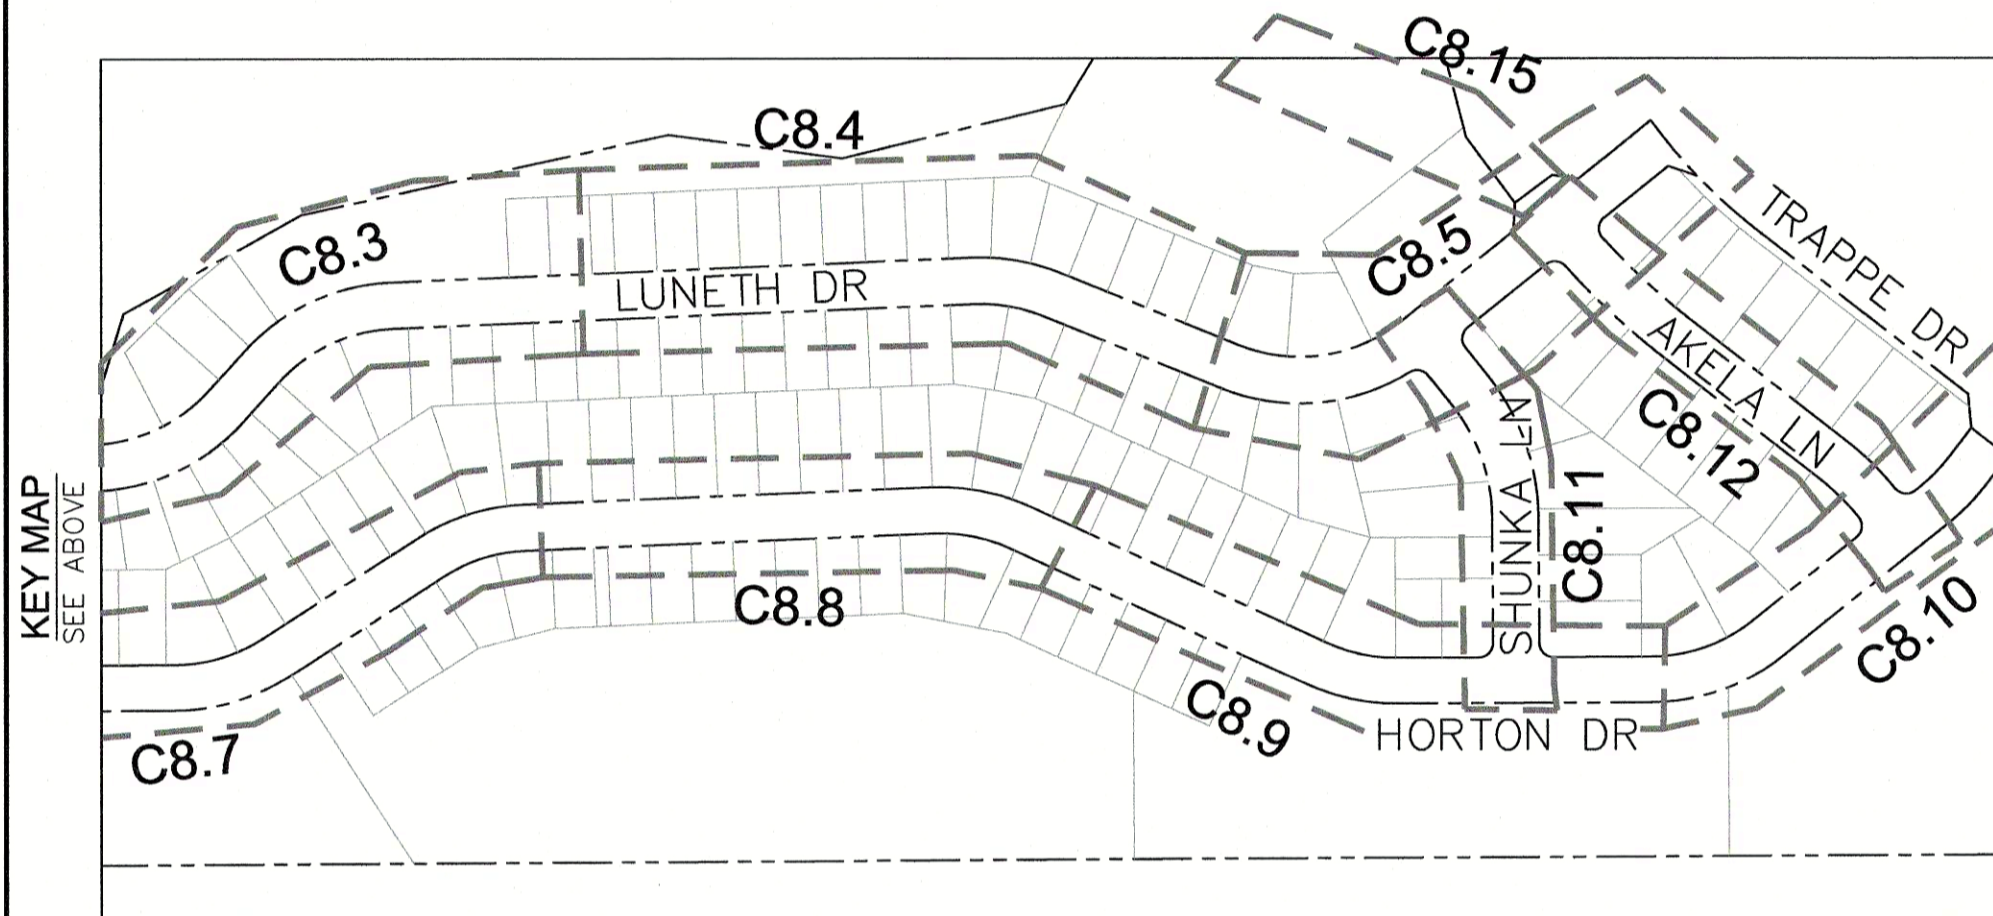 C8.15
C8.4
C8.3
C8.5
TRAPPE DR
LUNETH DR
AKELA LN
C8.12
SHUNKA LN
C8.11
KEY MAP
SEE ABOVE
C8.8
C8.10
C8.9
HORTON DR
C8.7